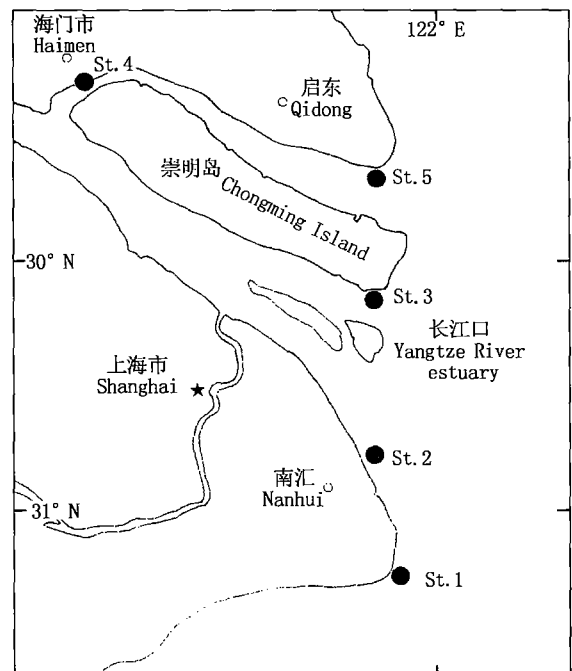 海门市
Haimen
122° E
St.4
启东
Qidong
崇明岛
Chongming Island
St.5
30° N
St.3
长江口
Yangtze River
estuary
上海市
Shanghai
St.2
南汇
Nanhui
31° N
St.1